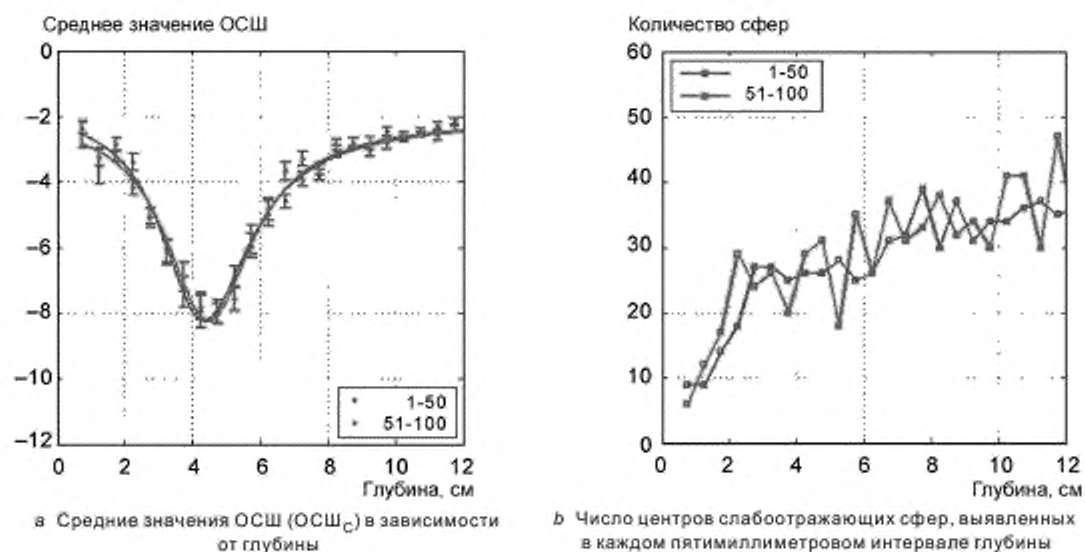 Среднее значение ОСШ
0
–2
–4
–6
–8
–10
–12
1-50
51-100
0 2 4 6 8 10 12
Глубина, см
а Средние значения ОСШ (ОСШС) в зависимости
от глубины
Количество сфер
60
50
40
30
20
10
0
1-50
51-100
0 2 4 6 8 10 12
Глубина, см
b Число центров слабоотражающих сфер, выявленных
в каждом пятимиллиметровом интервале глубины